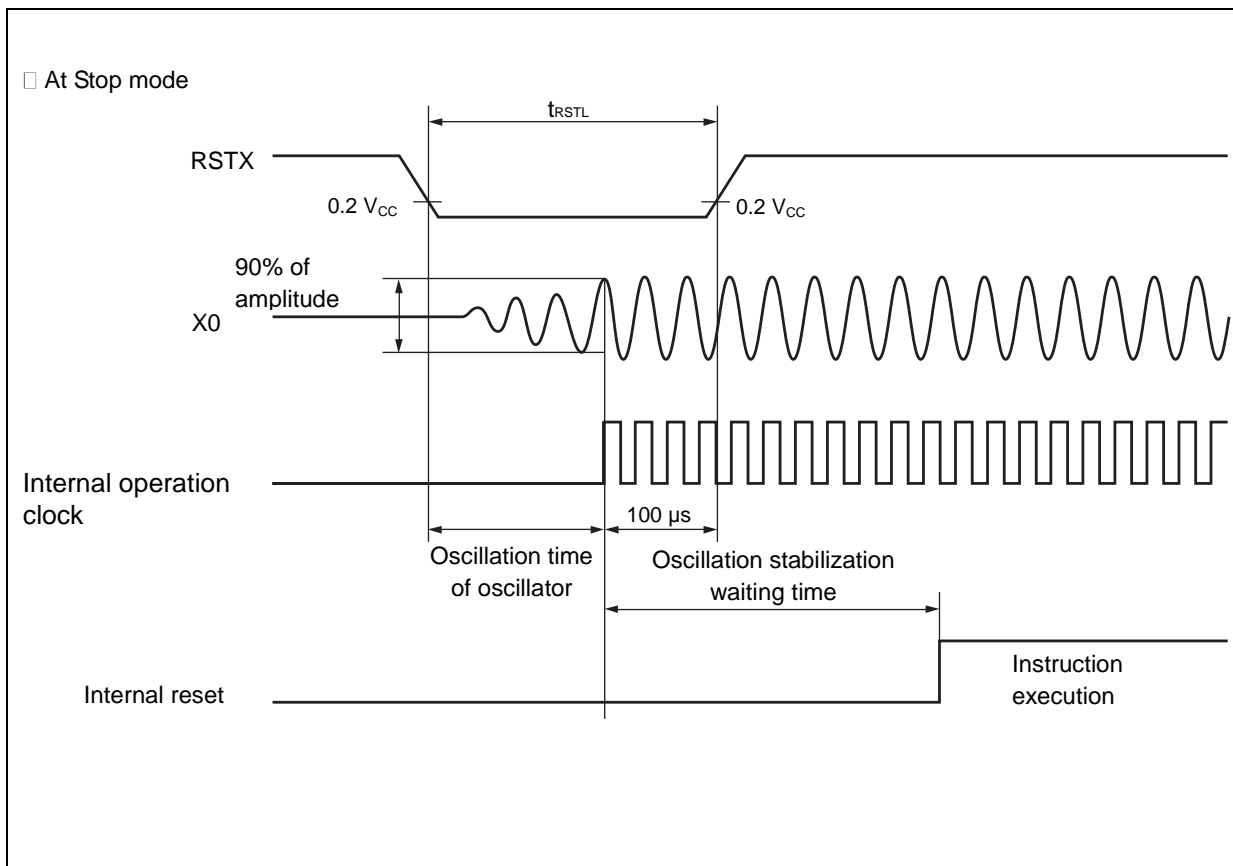 □ At Stop mode
tRSTL
RSTX
0.2 VCC
0.2 VCC
90% of
amplitude
X0
Internal operation
clock
100 µs
Oscillation time
of oscillator
Oscillation stabilization
waiting time
Internal reset
Instruction
execution